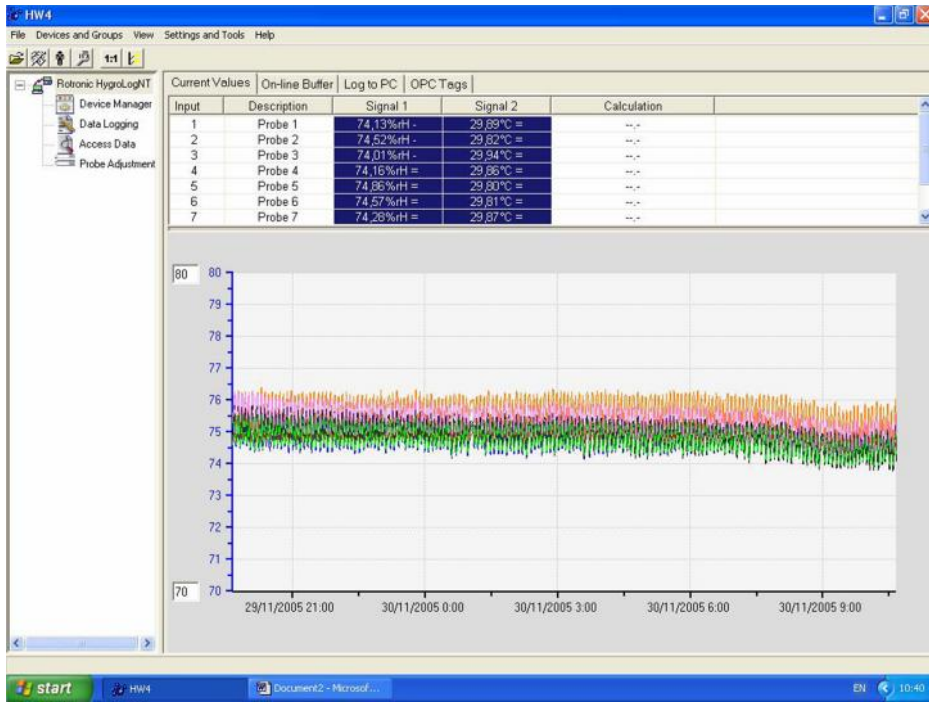 HW4
File Devices and Groups View Settings and Tools Help
1:1
Rotronic HygroLogNT
Device Manager
Data Logging
Access Data
Probe Adjustment
Current Values On-line Buffer Log to PC OPC Tags
Input Description Signal 1 Signal 2 Calculation
1 Probe 1 74,13%rH - 29,89°C = --.-
2 Probe 2 74,52%rH - 29,82°C = --.-
3 Probe 3 74,01%rH - 29,94°C = --.-
4 Probe 4 74,16%rH = 29,86°C = --.-
5 Probe 5 74,86%rH = 29,80°C = --.-
6 Probe 6 74,57%rH = 29,81°C = --.-
7 Probe 7 74,28%rH = 29,87°C = --.-
80 80
79
78
77
76
75
74
73
72
71
70 70
29/11/2005 21:00 30/11/2005 0:00 30/11/2005 3:00 30/11/2005 6:00 30/11/2005 9:00
start HW4 Document2 - Microsof... EN 10:40